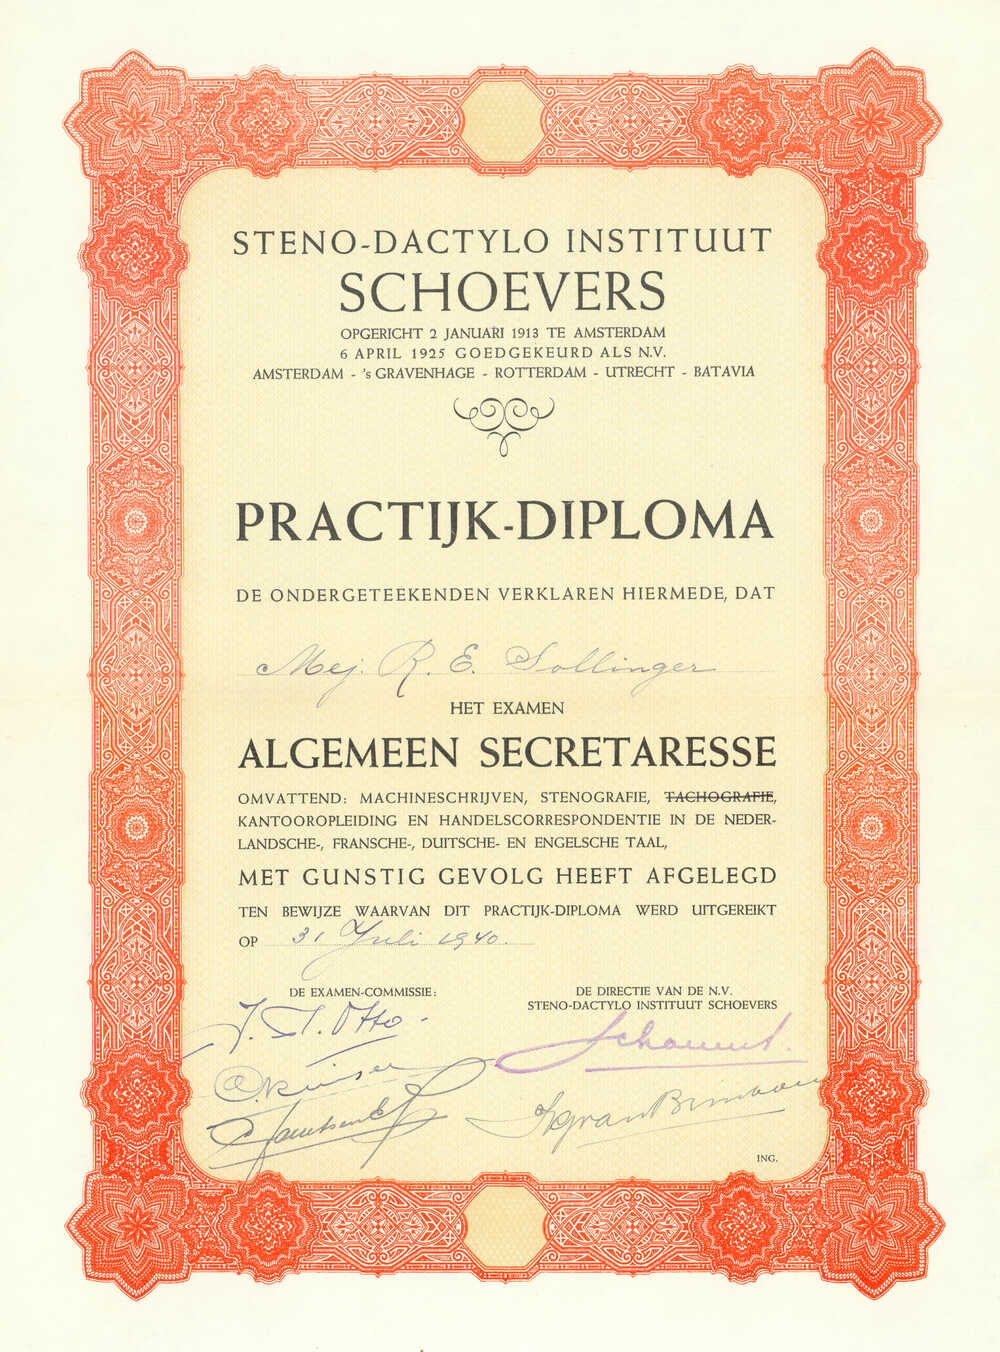 STENO-DACTYLO INSTITUUT
SCHOEVERS
OPGERICHT 2 JANUARI 1913 TE AMSTERDAM
6 APRIL 1925 GOEDGEKEURD ALS N.V.
AMSTERDAM - 's GRAVENHAGE - ROTTERDAM - UTRECHT - BATAVIA
PRACTIJK-DIPLOMA
DE ONDERGETEEKENDEN VERKLAREN HIERMEDE, DAT
Mej. R. E. Sollinger
HET EXAMEN
ALGEMEEN SECRETARESSE
OMVATTEND: MACHINESCHRIJVEN, STENOGRAFIE, TACHOGRAFIE,
KANTOOROPLEIDING EN HANDELSCORRESPONDENTIE IN DE NEDER-
LANDSCHE-, FRANSCHE-, DUITSCHE- EN ENGELSCHE TAAL,
MET GUNSTIG GEVOLG HEEFT AFGELEGD
TEN BEWIJZE WAARVAN DIT PRACTIJK-DIPLOMA WERD UITGEREIKT
OP 31 Juli 1940.
DE EXAMEN-COMMISSIE:
DE DIRECTIE VAN DE N.V.
STENO-DACTYLO INSTITUUT SCHOEVERS
Otto
ING.